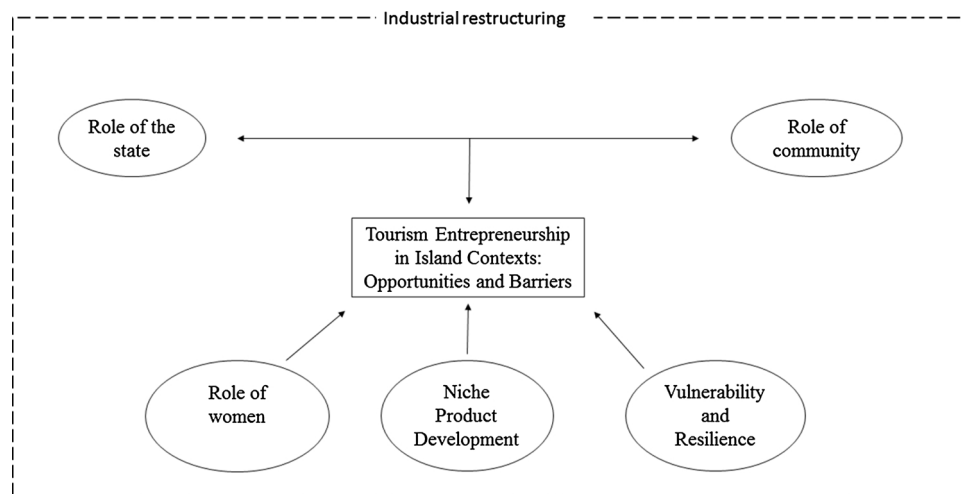 Industrial restructuring
Role of the
state
Role of
community
Tourism Entrepreneurship
in Island Contexts:
Opportunities and Barriers
Role of
women
Niche
Product
Development
Vulnerability
and
Resilience